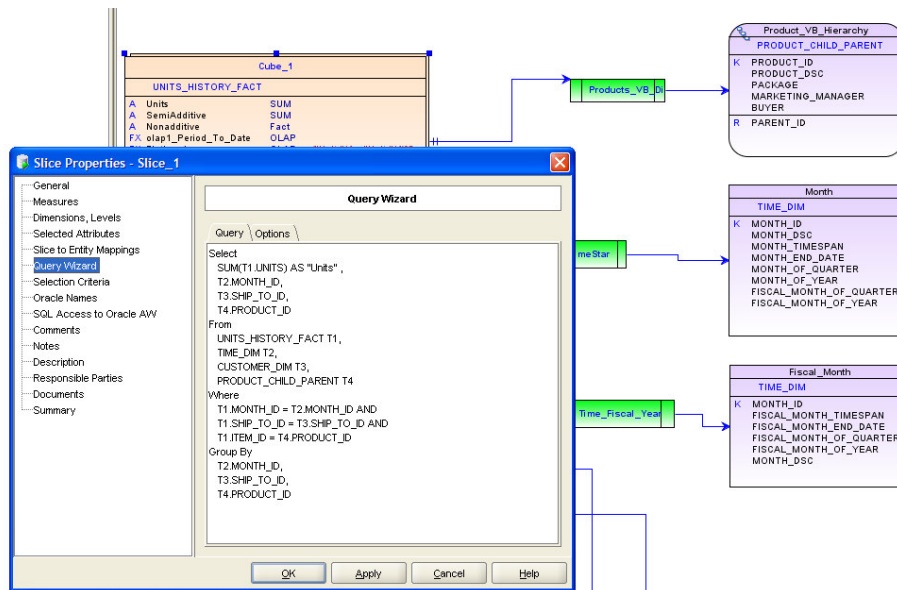 Cube_1
UNITS_HISTORY_FACT
A Units SUM
A SemiAdditive SUM
A Nonadditive Fact
FX olap1_Period_To_Date OLAP
Products_VB_Di
Product_VB_Hierarchy
PRODUCT_CHILD_PARENT
K PRODUCT_ID
PRODUCT_DSC
PACKAGE
MARKETING_MANAGER
BUYER
R PARENT_ID
Slice Properties - Slice_1
General
Measures
Dimensions, Levels
Selected Attributes
Slice to Entity Mappings
Query Wizard
Selection Criteria
Oracle Names
SQL Access to Oracle AW
Comments
Notes
Description
Responsible Parties
Documents
Summary
Query Wizard
Query Options
Select
SUM(T1.UNITS) AS "Units" ,
T2.MONTH_ID,
T3.SHIP_TO_ID,
T4.PRODUCT_ID
From
UNITS_HISTORY_FACT T1,
TIME_DIM T2,
CUSTOMER_DIM T3,
PRODUCT_CHILD_PARENT T4
Where
T1.MONTH_ID = T2.MONTH_ID AND
T1.SHIP_TO_ID = T3.SHIP_TO_ID AND
T1.ITEM_ID = T4.PRODUCT_ID
Group By
T2.MONTH_ID,
T3.SHIP_TO_ID,
T4.PRODUCT_ID
OK Apply Cancel Help
meStar
Month
TIME_DIM
K MONTH_ID
MONTH_DSC
MONTH_TIMESPAN
MONTH_END_DATE
MONTH_OF_QUARTER
MONTH_OF_YEAR
FISCAL_MONTH_OF_QUARTER
FISCAL_MONTH_OF_YEAR
Time_Fiscal_Year
Fiscal_Month
TIME_DIM
K MONTH_ID
FISCAL_MONTH_TIMESPAN
FISCAL_MONTH_END_DATE
FISCAL_MONTH_OF_QUARTER
FISCAL_MONTH_OF_YEAR
MONTH_DSC